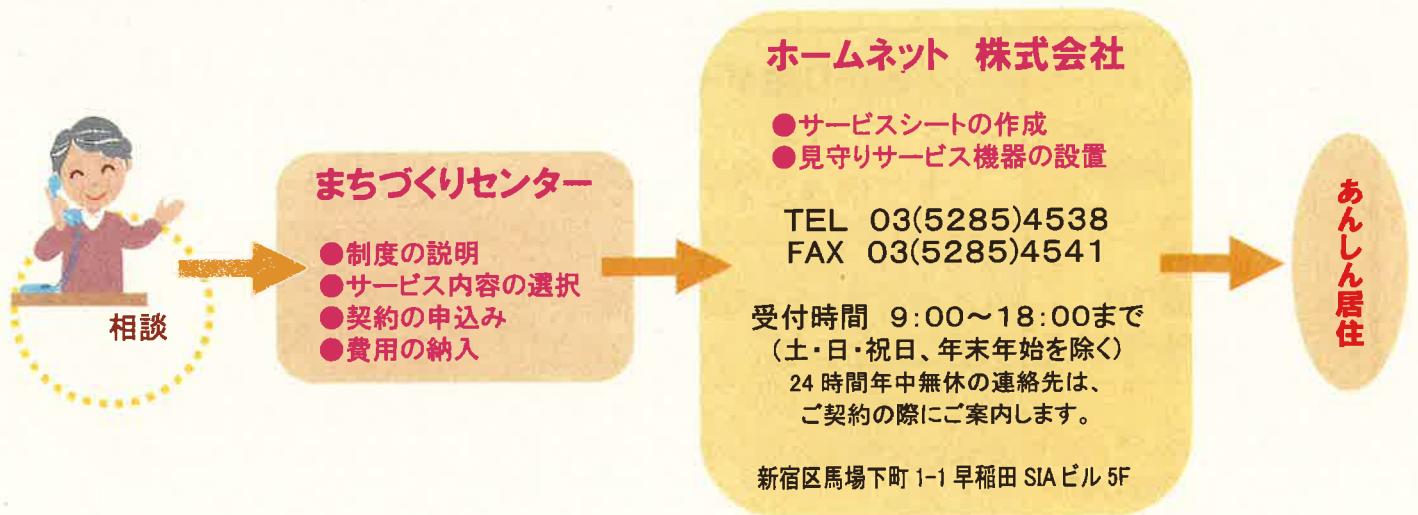 相談
まちづくりセンター
●制度の説明
●サービス内容の選択
●契約の申込み
●費用の納入
ホームネット 株式会社
●サービスシートの作成
●見守りサービス機器の設置
TEL 03(5285)4538
FAX 03(5285)4541
受付時間 9:00～18:00まで
(土・日・祝日、年末年始を除く)
24時間年中無休の連絡先は、
ご契約の際にご案内します。
新宿区馬場下町1-1早稲田SIAビル5F
あんしん居住